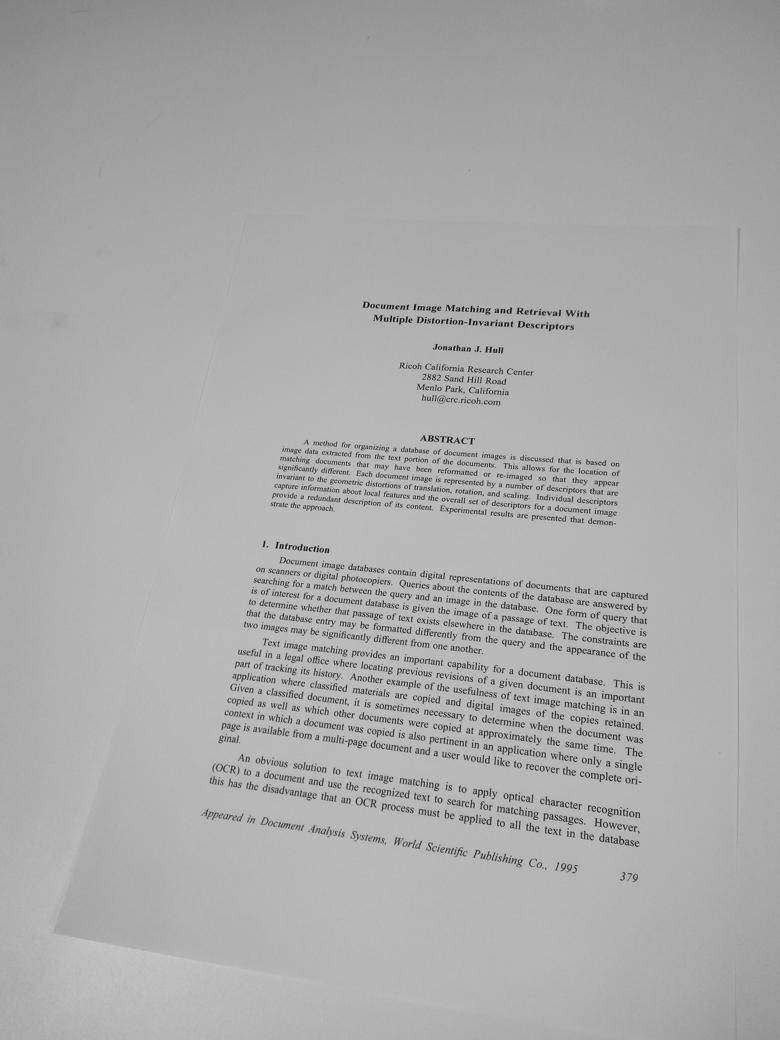 Document Image Matching and Retrieval With
Multiple Distortion-Invariant Descriptors
Jonathan J. Hull
Ricoh California Research Center
2882 Sand Hill Road
Menlo Park, California
hull@crc.ricoh.com
ABSTRACT
A method for organizing a database of document images is discussed that is based on
image data extracted from the text portion of the documents. This allows for the location of
matching documents that may have been reformatted or re-imaged so that they appear
significantly different. Each document image is represented by a number of descriptors that are
invariant to the geometric distortions of translation, rotation, and scaling. Individual descriptors
capture information about local features and the overall set of descriptors for a document image
provide a redundant description of its content. Experimental results are presented that demon-
strate the approach.
1. Introduction
Document image databases contain digital representations of documents that are captured
on scanners or digital photocopiers. Queries about the contents of the database are answered by
searching for a match between the query and an image in the database. One form of query that
is of interest for a document database is given the image of a passage of text. The objective is
to determine whether that passage of text exists elsewhere in the database. The constraints are
that the database entry may be formatted differently from the query and the appearance of the
two images may be significantly different from one another.
Text image matching provides an important capability for a document database. This is
useful in a legal office where locating previous revisions of a given document is an important
part of tracking its history. Another example of the usefulness of text image matching is in an
application where classified materials are copied and digital images of the copies retained.
Given a classified document, it is sometimes necessary to determine when the document was
copied as well as which other documents were copied at approximately the same time. The
context in which a document was copied is also pertinent in an application where only a single
page is available from a multi-page document and a user would like to recover the complete ori-
ginal.
An obvious solution to text image matching is to apply optical character recognition
(OCR) to a document and use the recognized text to search for matching passages. However,
this has the disadvantage that an OCR process must be applied to all the text in the database
Appeared in Document Analysis Systems, World Scientific Publishing Co., 1995
379